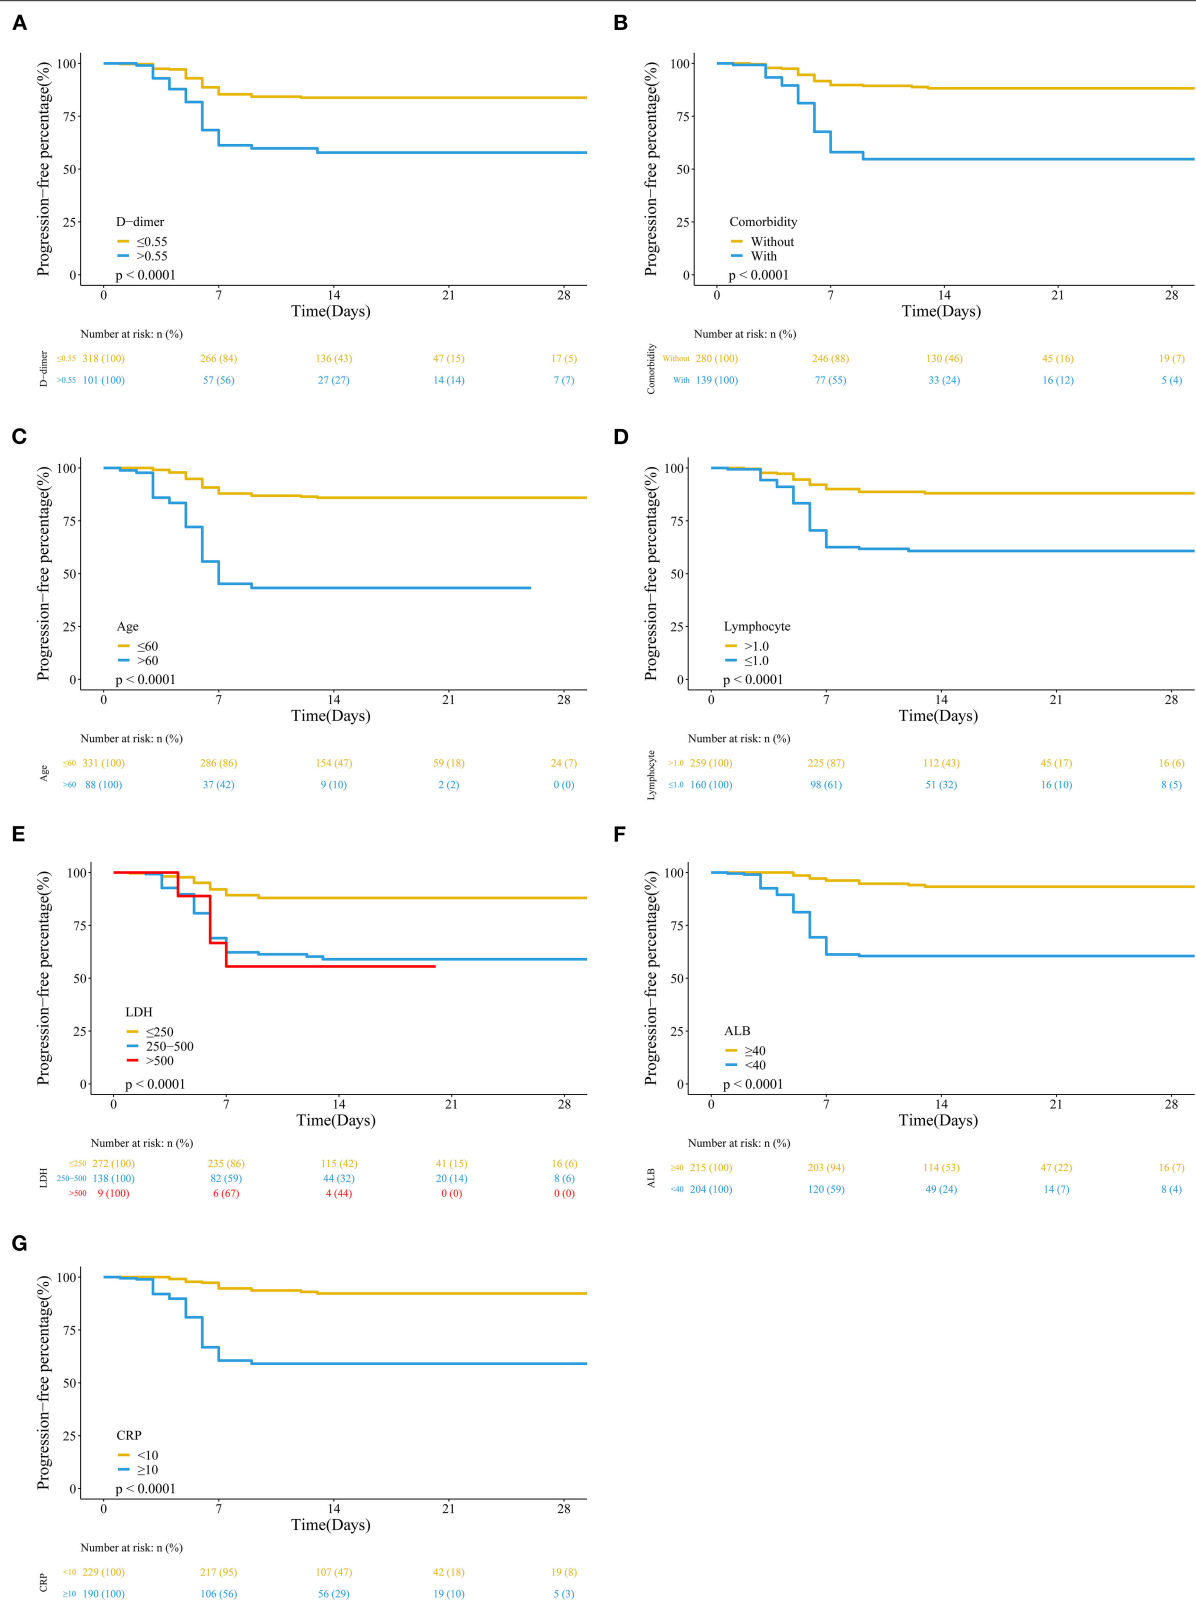 A
Progression−free percentage(%)
100
75
50
25
0
D−dimer
≤0.55
>0.55
p < 0.0001
0 7 14 21 28
Time(Days)
Number at risk: n (%)
D−dimer
≤0.55 318 (100) 266 (84) 136 (43) 47 (15) 17 (5)
>0.55 101 (100) 57 (56) 27 (27) 14 (14) 7 (7)
B
Progression−free percentage(%)
100
75
50
25
0
Comorbidity
Without
With
p < 0.0001
0 7 14 21 28
Time(Days)
Number at risk: n (%)
Comorbidity
Without 280 (100) 246 (88) 130 (46) 45 (16) 19 (7)
With 139 (100) 77 (55) 33 (24) 16 (12) 5 (4)
C
Progression−free percentage(%)
100
75
50
25
0
Age
≤60
>60
p < 0.0001
0 7 14 21 28
Time(Days)
Number at risk: n (%)
Age
≤60 331 (100) 286 (86) 154 (47) 59 (18) 24 (7)
>60 88 (100) 37 (42) 9 (10) 2 (2) 0 (0)
D
Progression−free percentage(%)
100
75
50
25
0
Lymphocyte
>1.0
≤1.0
p < 0.0001
0 7 14 21 28
Time(Days)
Number at risk: n (%)
Lymphocyte
>1.0 259 (100) 225 (87) 112 (43) 45 (17) 16 (6)
≤1.0 160 (100) 98 (61) 51 (32) 16 (10) 8 (5)
E
Progression−free percentage(%)
100
75
50
25
0
LDH
≤250
250−500
>500
p < 0.0001
0 7 14 21 28
Time(Days)
Number at risk: n (%)
LDH
≤250 272 (100) 235 (86) 115 (42) 41 (15) 16 (6)
250−500 138 (100) 82 (59) 44 (32) 20 (14) 8 (6)
>500 9 (100) 6 (67) 4 (44) 0 (0) 0 (0)
F
Progression−free percentage(%)
100
75
50
25
0
ALB
≥40
<40
p < 0.0001
0 7 14 21 28
Time(Days)
Number at risk: n (%)
ALB
≥40 215 (100) 203 (94) 114 (53) 47 (22) 16 (7)
<40 204 (100) 120 (59) 49 (24) 14 (7) 8 (4)
G
Progression−free percentage(%)
100
75
50
25
0
CRP
<10
≥10
p < 0.0001
0 7 14 21 28
Time(Days)
Number at risk: n (%)
CRP
<10 229 (100) 217 (95) 107 (47) 42 (18) 19 (8)
≥10 190 (100) 106 (56) 56 (29) 19 (10) 5 (3)